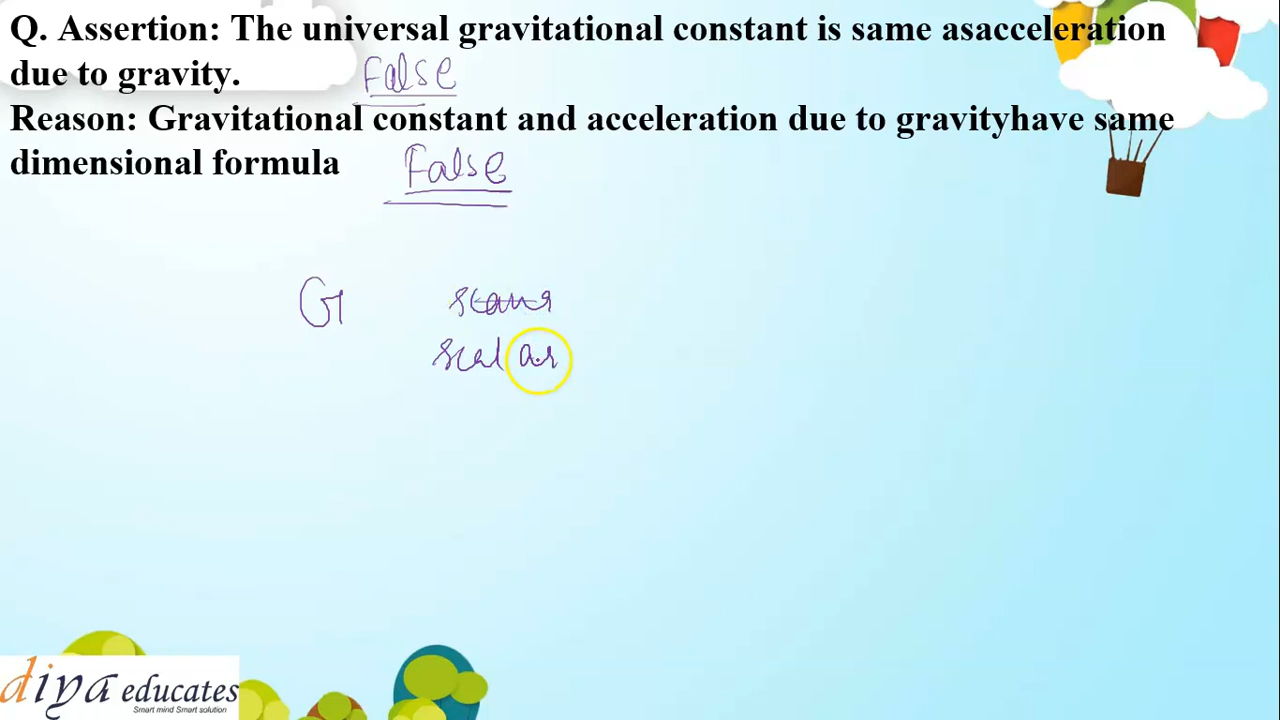 Q. Assertion: The universal gravitational constant is same asacceleration
due to gravity.
False
Reason: Gravitational constant and acceleration due to gravityhave same
dimensional formula
False
G
scalar
diya educates
Smart mind Smart solution